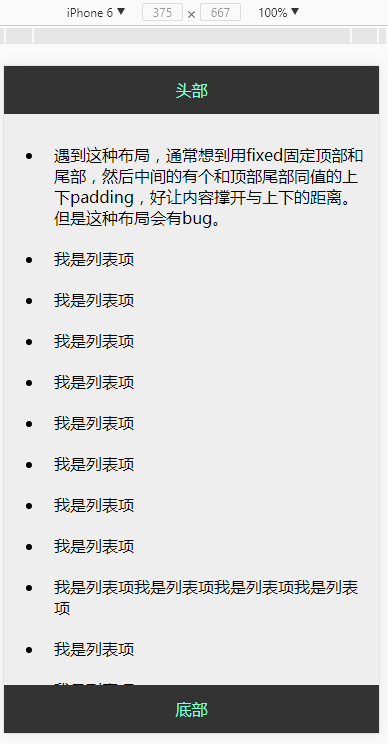 iPhone 6 ▼ 375 × 667 100% ▼
头部
遇到这种布局，通常想到用fixed固定顶部和
尾部，然后中间的有个和顶部尾部同值的上
下padding，好让内容撑开与上下的距离。
但是这种布局会有bug。
我是列表项
我是列表项
我是列表项
我是列表项
我是列表项
我是列表项
我是列表项
我是列表项
我是列表项我是列表项我是列表项我是列表
项
我是列表项
底部